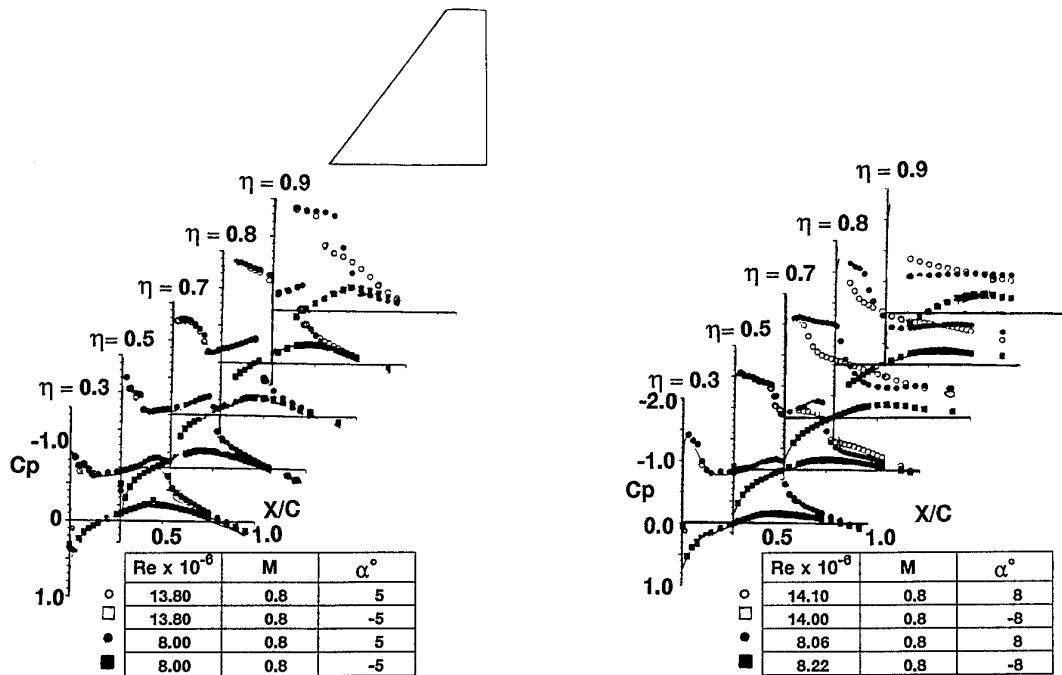 η = 0.9
η = 0.8
η = 0.7
η = 0.5
η = 0.3
-1.0
Cp
0
1.0
X/C
0.5
1.0
Re x 10⁻⁶ M α°
13.80 0.8 5
13.80 0.8 -5
8.00 0.8 5
8.00 0.8 -5
η = 0.9
η = 0.8
η = 0.7
η = 0.5
η = 0.3
-2.0
-1.0
Cp
0.0
1.0
X/C
0.5
1.0
Re x 10⁻⁶ M α°
14.10 0.8 8
14.00 0.8 -8
8.06 0.8 8
8.22 0.8 -8